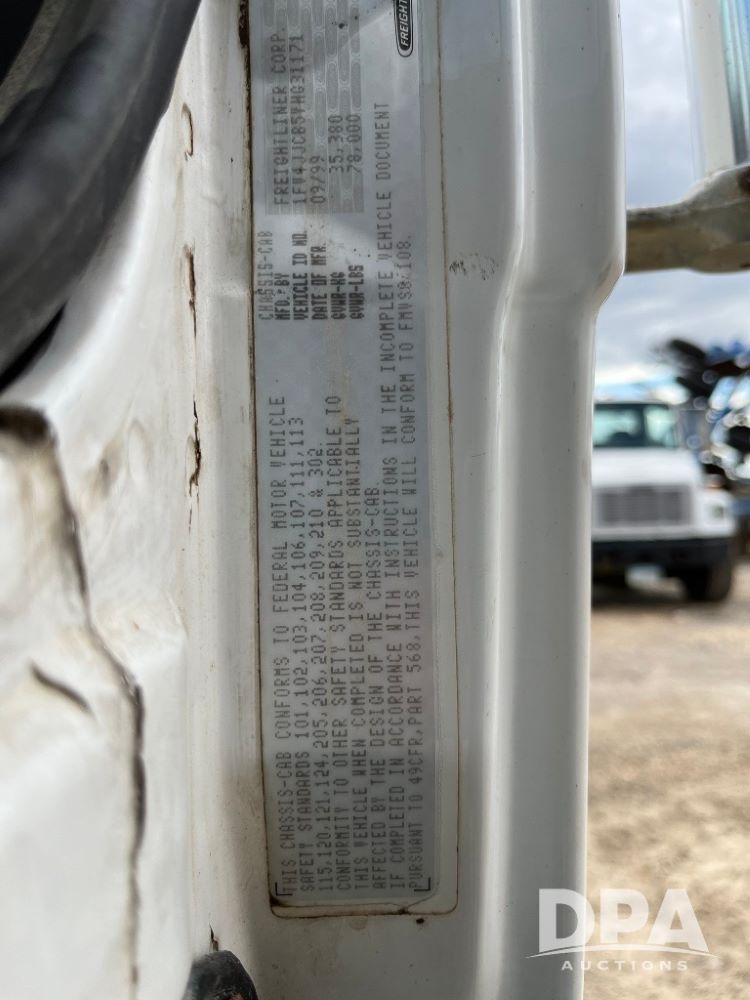 THIS CHASSIS-CAB CONFORMS TO FEDERAL MOTOR VEHICLE
SAFETY STANDARDS 101,102,103,104,106,107,111,113
115,120,121,124,205,206,207,208,209,210 & 302.
CONFORMITY TO OTHER SAFETY STANDARDS APPLICABLE TO
THIS VEHICLE WHEN COMPLETED IS NOT SUBSTANTIALLY
AFFECTED BY THE DESIGN OF THE CHASSIS-CAB.
IF COMPLETED IN ACCORDANCE WITH INSTRUCTIONS IN THE INCOMPLETE VEHICLE DOCUMENT
PURSUANT TO 49CFR,PART 568,THIS VEHICLE WILL CONFORM TO FMVSS 108.
CHASSIS-CAB
MFD. BY FREIGHTLINER CORP.
VEHICLE ID NO. 1FV4JJCB5YHG31171
DATE OF MFR 09/99
GVWR-KG 35,380
GVWR-LBS 78,000
FREIGHT
DPA
AUCTIONS